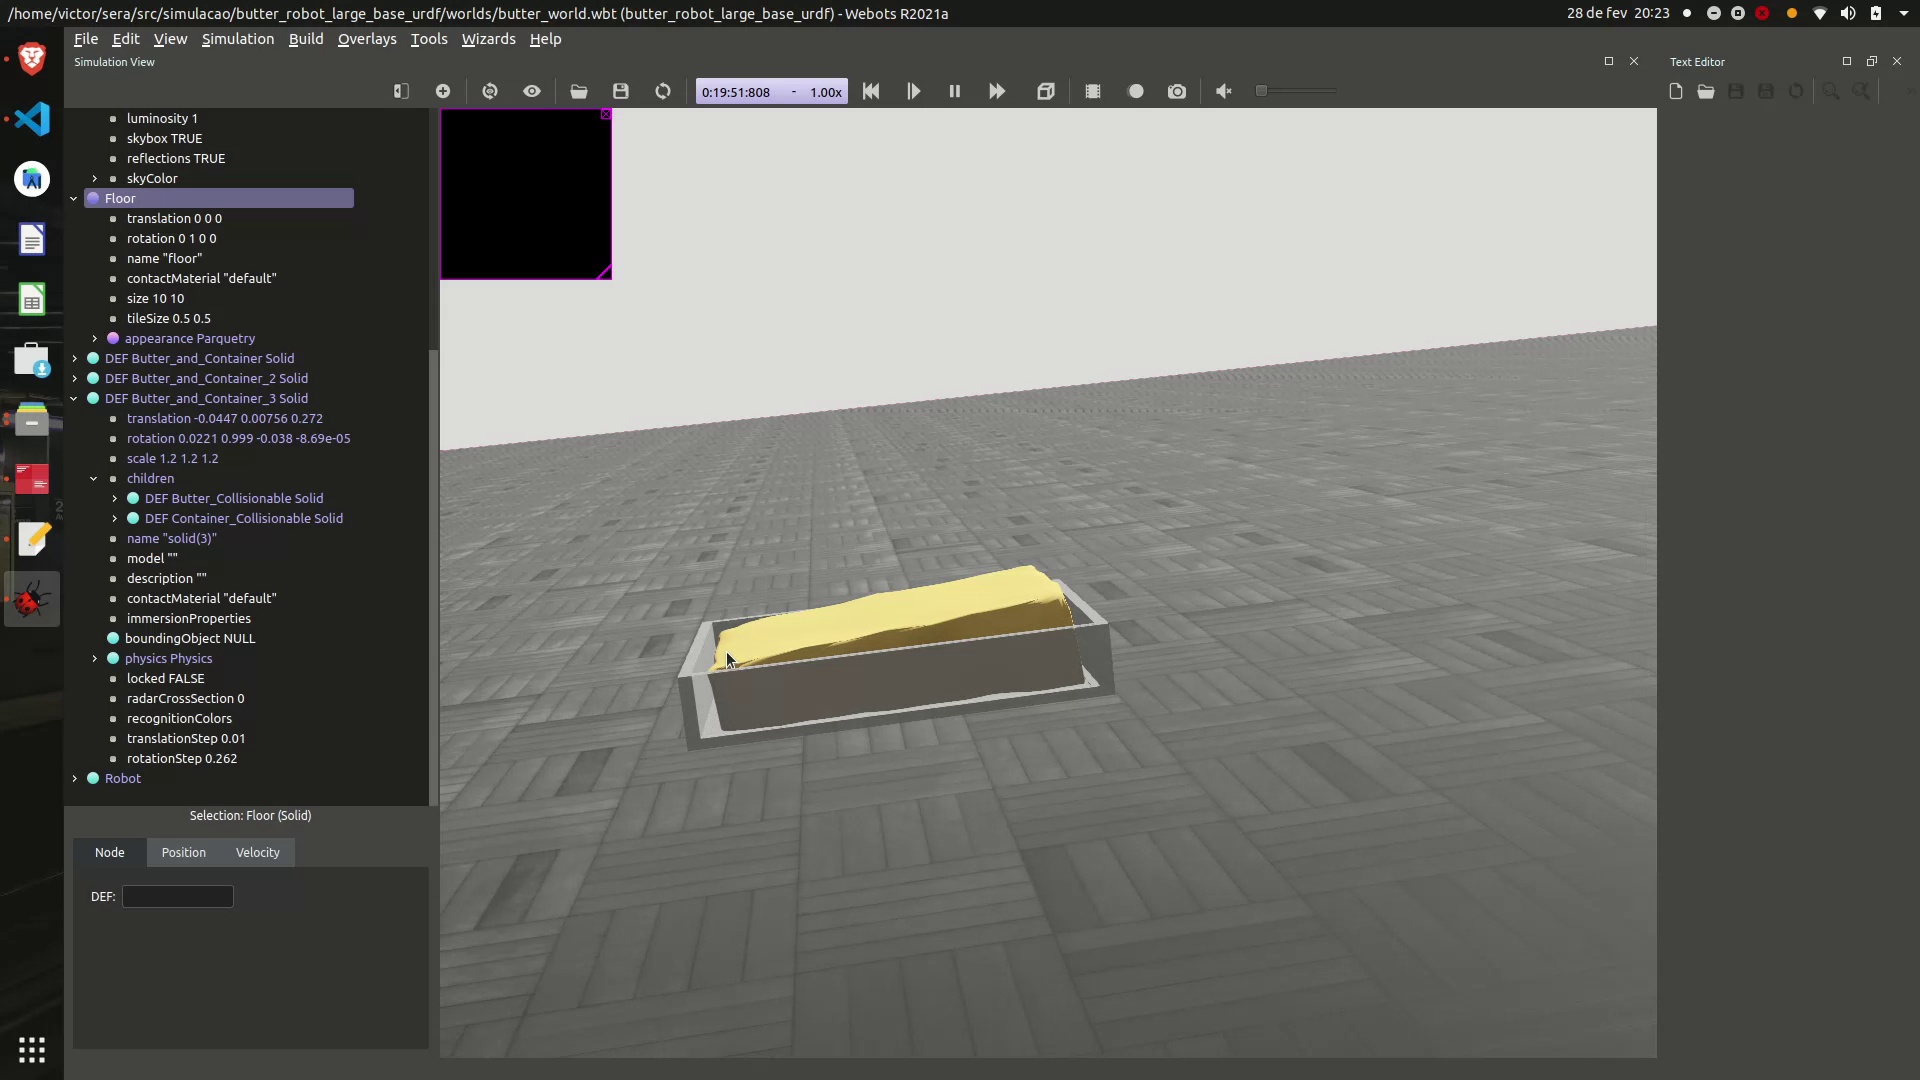 /home/victor/sera/src/simulacao/butter_robot_large_base_urdf/worlds/butter_world.wbt (butter_robot_large_base_urdf) - Webots R2021a
28 de fev 20:23
File Edit View Simulation Build Overlays Tools Wizards Help
Simulation View
Text Editor
0:19:51:808 - 1.00x
luminosity 1
skybox TRUE
reflections TRUE
skyColor
Floor
translation 0 0 0
rotation 0 1 0 0
name "floor"
contactMaterial "default"
size 10 10
tileSize 0.5 0.5
appearance Parquetry
DEF Butter_and_Container Solid
DEF Butter_and_Container_2 Solid
DEF Butter_and_Container_3 Solid
translation -0.0447 0.00756 0.272
rotation 0.0221 0.999 -0.038 -8.69e-05
scale 1.2 1.2 1.2
children
DEF Butter_Collisionable Solid
DEF Container_Collisionable Solid
name "solid(3)"
model ""
description ""
contactMaterial "default"
immersionProperties
boundingObject NULL
physics Physics
locked FALSE
radarCrossSection 0
recognitionColors
translationStep 0.01
rotationStep 0.262
Robot
Selection: Floor (Solid)
Node Position Velocity
DEF: